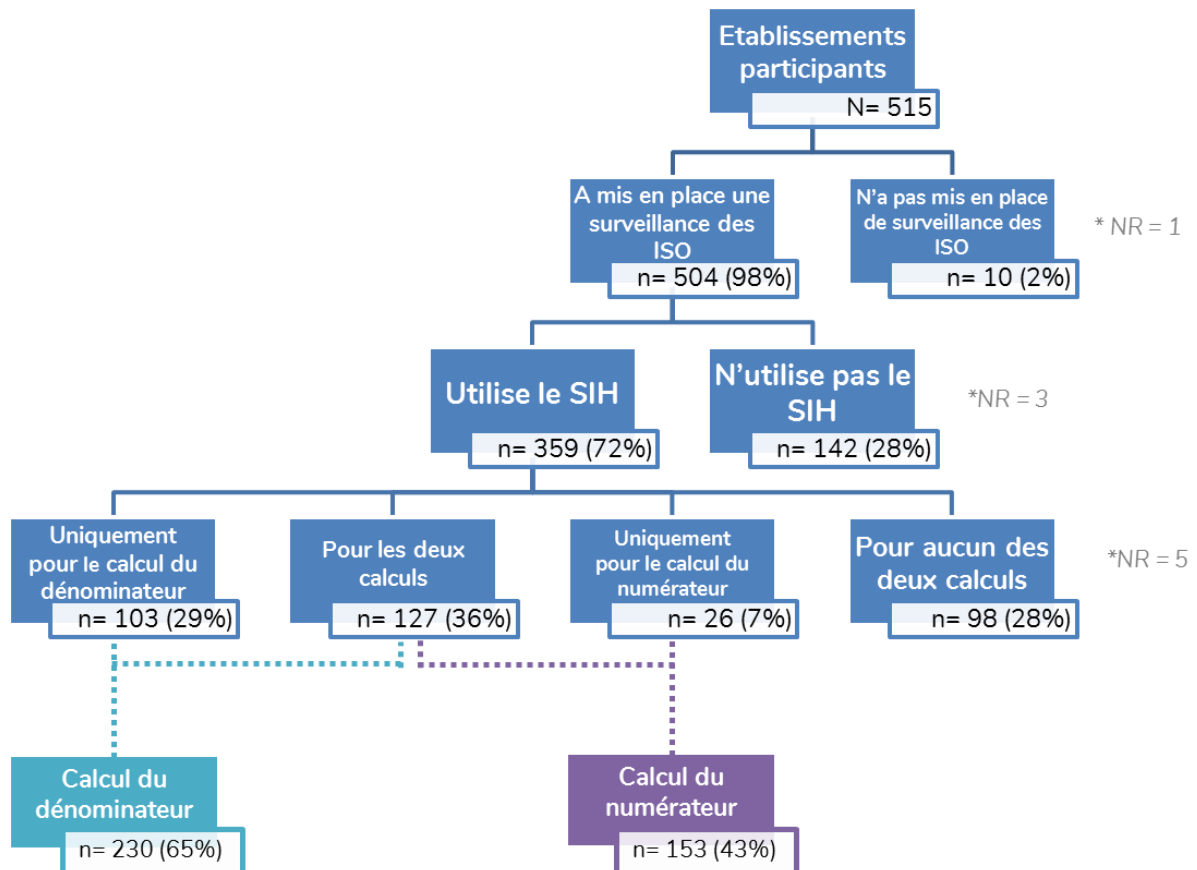 Etablissements
participants
N= 515
A mis en place une
surveillance des
ISO
n= 504 (98%)
N'a pas mis en place
de surveillance des
ISO
n= 10 (2%)
* NR = 1
Utilise le SIH
n= 359 (72%)
N’utilise pas le
SIH
n= 142 (28%)
*NR = 3
Uniquement
pour le calcul du
dénominateur
n= 103 (29%)
Pour les deux
calculs
n= 127 (36%)
Uniquement
pour le calcul du
numérateur
n= 26 (7%)
Pour aucun des
deux calculs
n= 98 (28%)
*NR = 5
Calcul du
dénominateur
n= 230 (65%)
Calcul du
numérateur
n= 153 (43%)